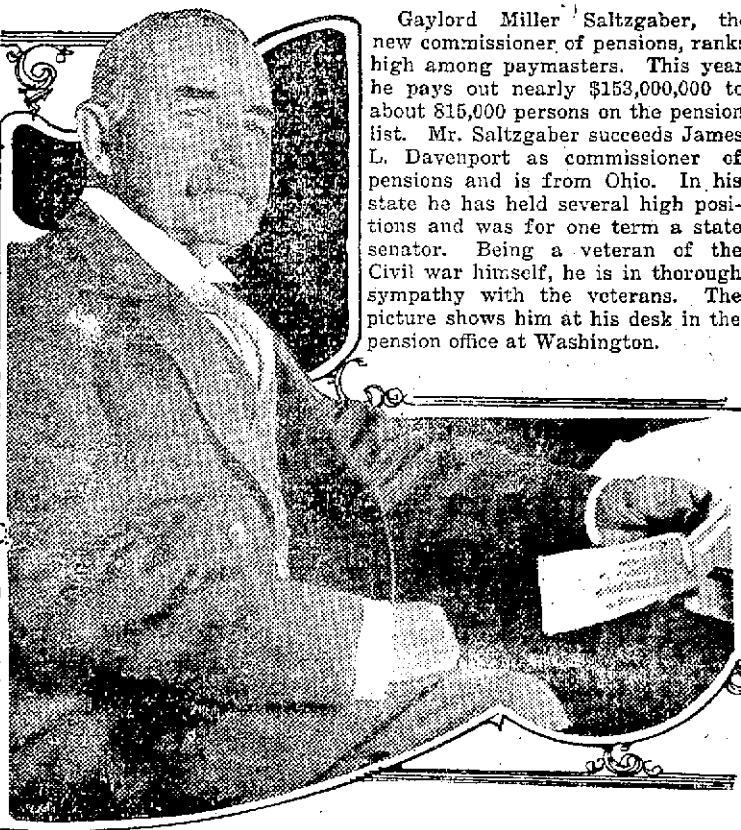 Gaylord Miller Saltzgaber, the
new commissioner of pensions, ranks
high among paymasters. This year
he pays out nearly $153,000,000 to
about 815,000 persons on the pension
list. Mr. Saltzgaber succeeds James
L. Davenport as commissioner of
pensions and is from Ohio. In his
state he has held several high posi-
tions and was for one term a state
senator. Being a veteran of the
Civil war himself, he is in thorough
sympathy with the veterans. The
picture shows him at his desk in the
pension office at Washington.